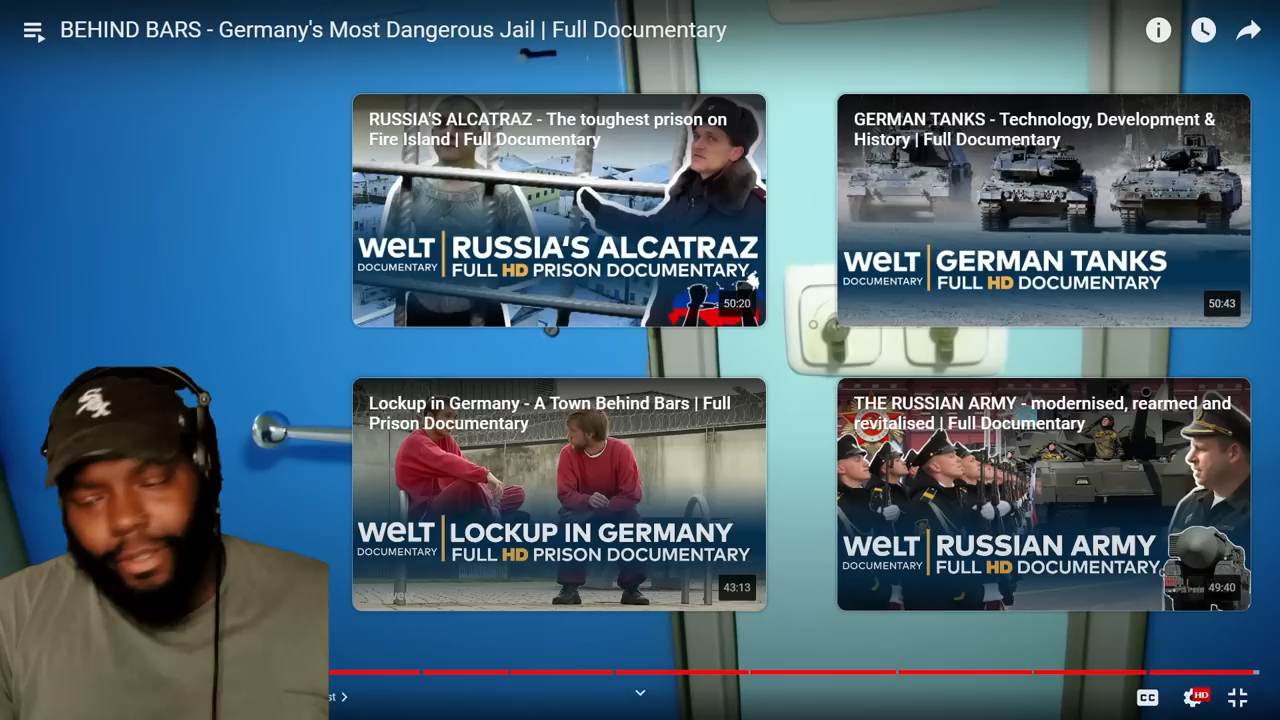 BEHIND BARS - Germany's Most Dangerous Jail | Full Documentary
RUSSIA'S ALCATRAZ - The toughest prison on
Fire Island | Full Documentary
WELT
DOCUMENTARY
RUSSIA'S ALCATRAZ
FULL HD PRISON DOCUMENTARY
50:20
GERMAN TANKS - Technology, Development &
History | Full Documentary
WELT
DOCUMENTARY
GERMAN TANKS
FULL HD DOCUMENTARY
50:43
Lockup in Germany - A Town Behind Bars | Full
Prison Documentary
WELT
DOCUMENTARY
LOCKUP IN GERMANY
FULL HD PRISON DOCUMENTARY
43:13
THE RUSSIAN ARMY - modernised, rearmed and
revitalised | Full Documentary
WELT
DOCUMENTARY
RUSSIAN ARMY
FULL HD DOCUMENTARY
49:40
Sox
st
CC
HD